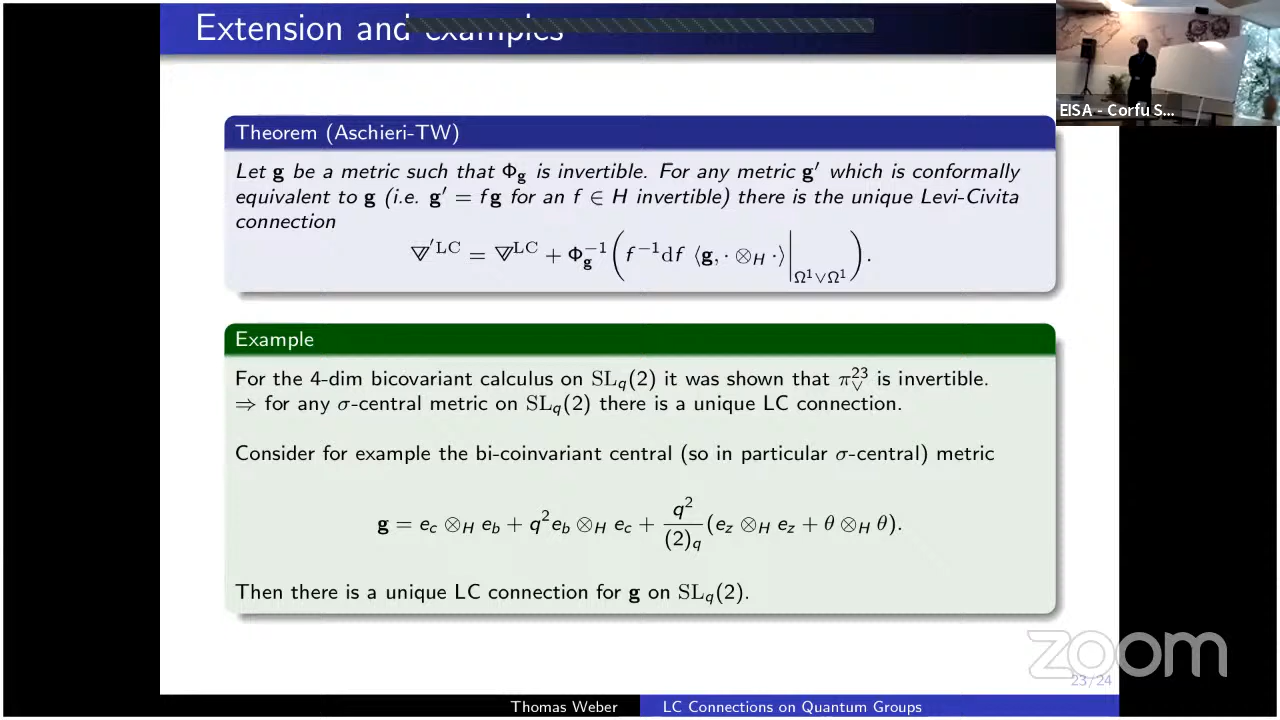 Extension and examples
EISA - Corfu S...
Theorem (Aschieri-TW)
Let g be a metric such that Φ_g is invertible. For any metric g′ which is conformally
equivalent to g (i.e. g′ = f g for an f ∈ H invertible) there is the unique Levi-Civita
connection
∇′^LC = ∇^LC + Φ_g^−1 ( f^−1 df ⟨g, · ⊗_H ·⟩|_{Ω^1∨Ω^1} ).
Example
For the 4-dim bicovariant calculus on SL_q(2) it was shown that π_∨^23 is invertible.
⇒ for any σ-central metric on SL_q(2) there is a unique LC connection.
Consider for example the bi-coinvariant central (so in particular σ-central) metric
g = e_c ⊗_H e_b + q^2 e_b ⊗_H e_c + q^2/(2)_q (e_z ⊗_H e_z + θ ⊗_H θ).
Then there is a unique LC connection for g on SL_q(2).
zoom
23/24
Thomas Weber LC Connections on Quantum Groups